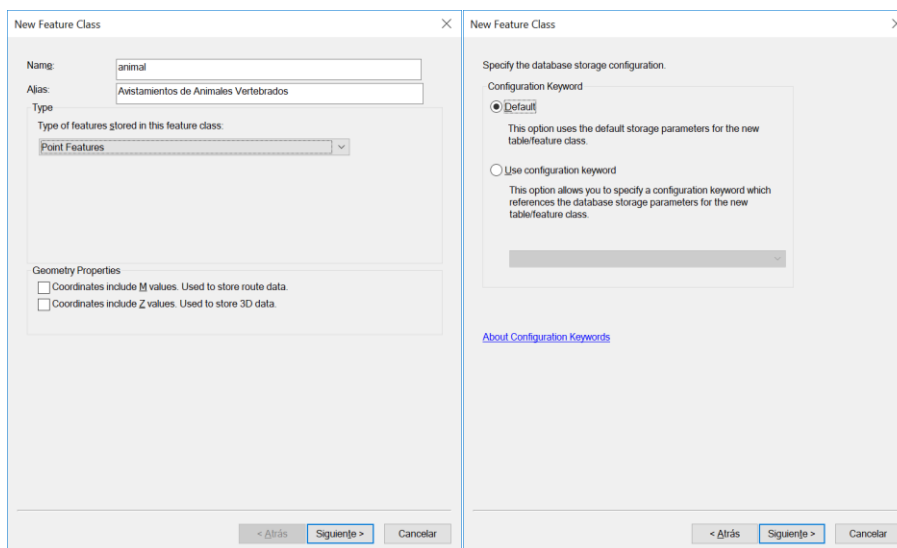 New Feature Class
Name:
animal
Alias:
Avistamientos de Animales Vertebrados
Type
Type of features stored in this feature class:
Point Features
Geometry Properties
Coordinates include M values. Used to store route data.
Coordinates include Z values. Used to store 3D data.
< Atrás
Siguiente >
Cancelar
New Feature Class
Specify the database storage configuration.
Configuration Keyword
Default
This option uses the default storage parameters for the new
table/feature class.
Use configuration keyword
This option allows you to specify a configuration keyword which
references the database storage parameters for the new
table/feature class.
About Configuration Keywords
< Atrás
Siguiente >
Cancelar